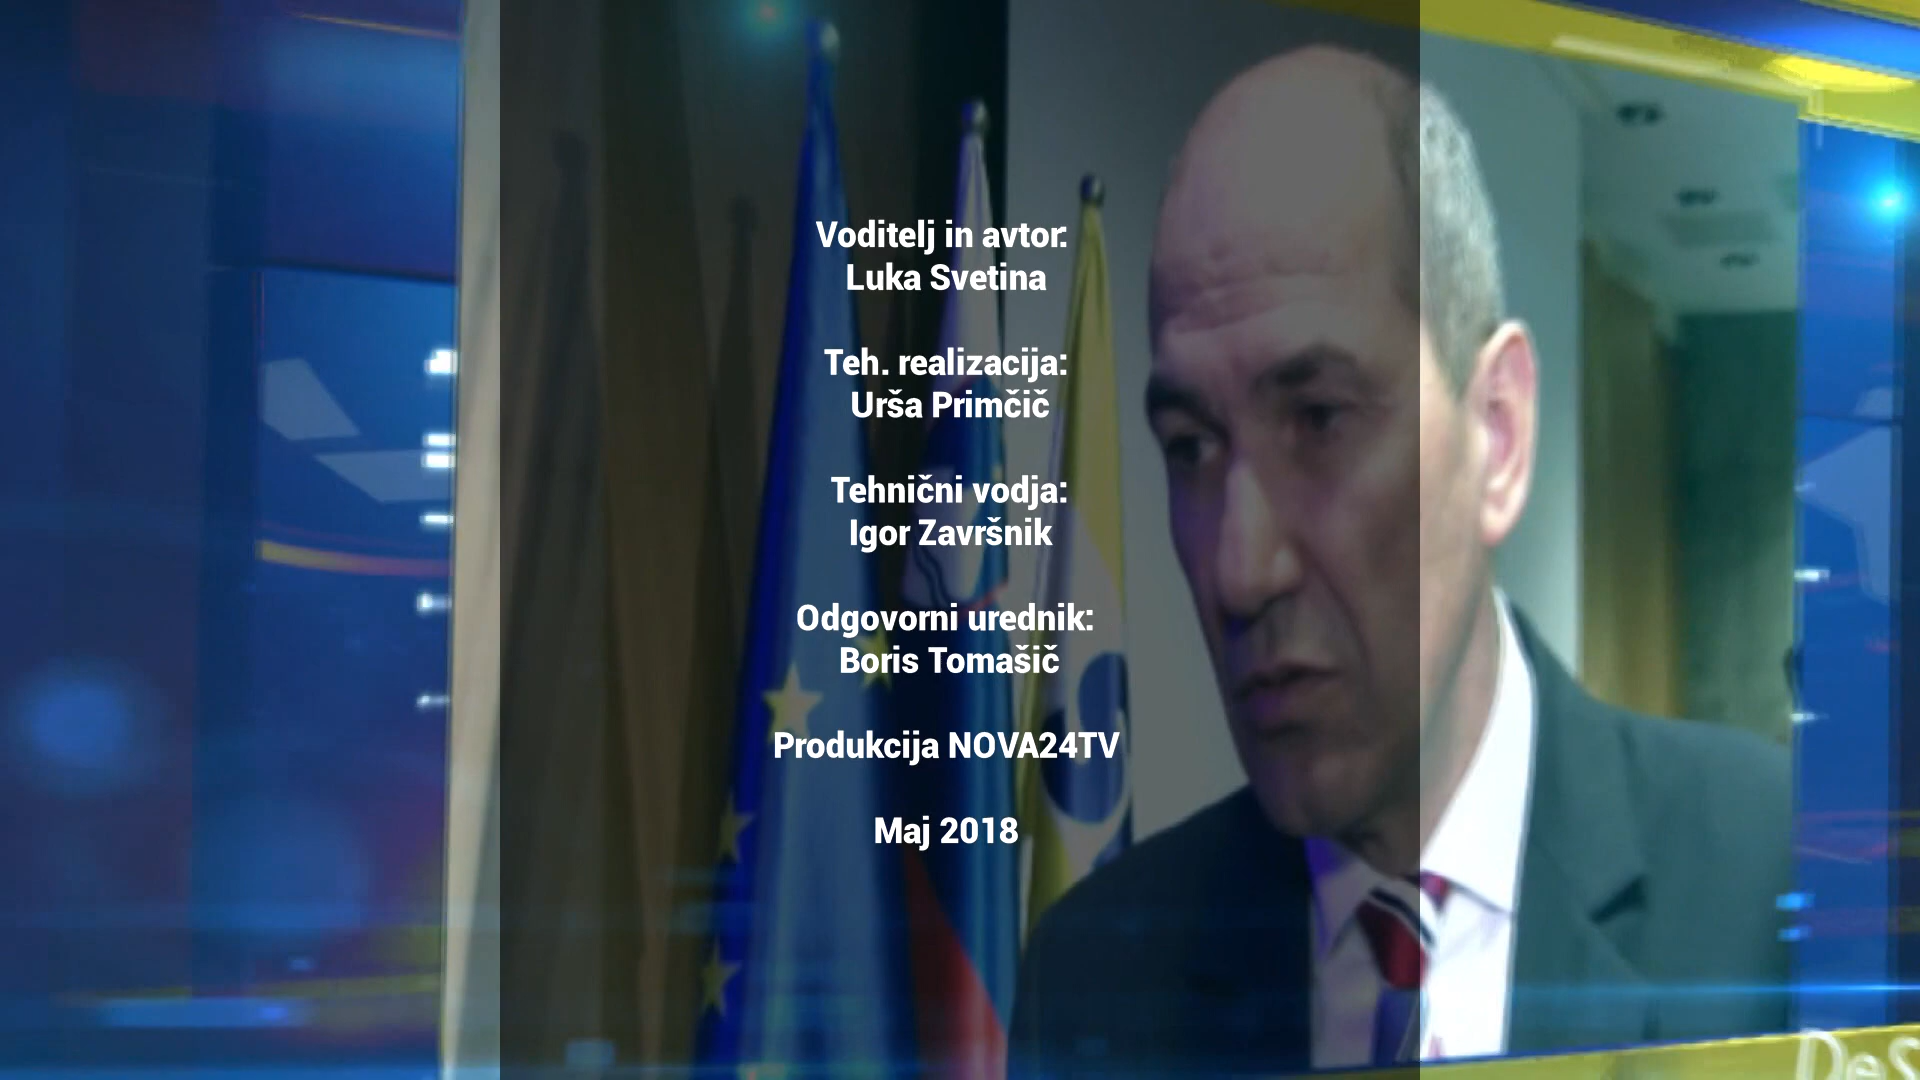 Voditelj in avtor:
Luka Svetina
Teh. realizacija:
Urša Primčič
Tehnični vodja:
Igor Završnik
Odgovorni urednik:
Boris Tomašič
Produkcija NOVA24TV
Maj 2018
DeS